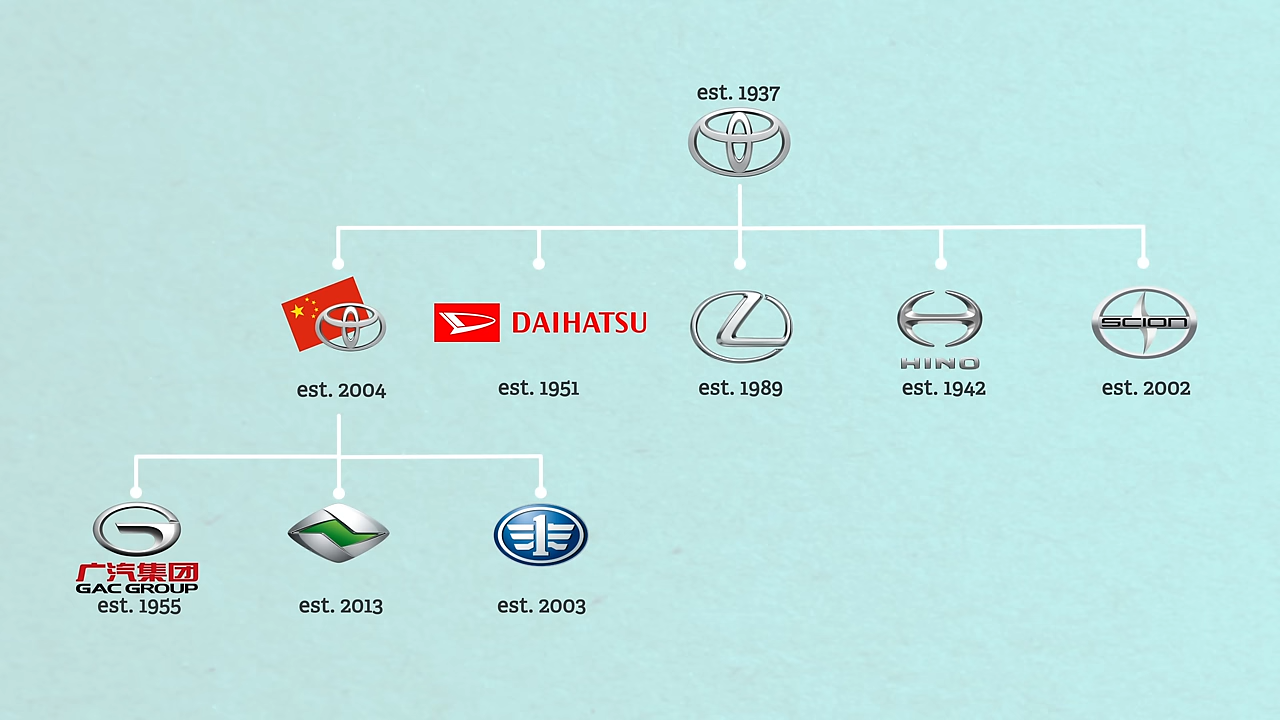 est. 1937
DAIHATSU
HINO
SCION
est. 2004
est. 1951
est. 1989
est. 1942
est. 2002
广汽集团
GAC GROUP
est. 1955
est. 2013
est. 2003